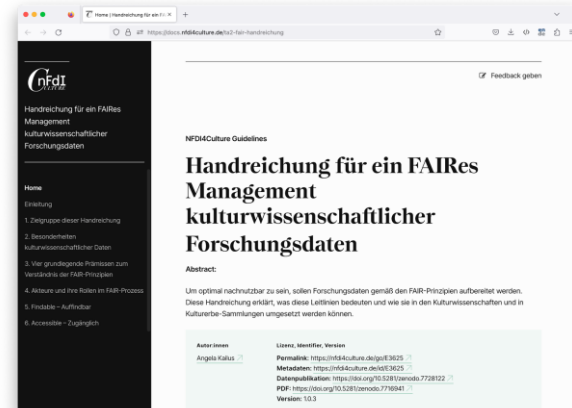 Home | Handreichung für ein FA
https://docs.nfdi4culture.de/ta2-fair-handreichung
nFdI
CULTURE
Handreichung für ein FAIRes
Management
kulturwissenschaftlicher
Forschungsdaten
Home
Einleitung
1. Zielgruppe dieser Handreichung
2. Besonderheiten
kulturwissenschaftlicher Daten
3. Vier grundlegende Prämissen zum
Verständnis der FAIR-Prinzipien
4. Akteure und ihre Rollen im FAIR-Prozess
5. Findable – Auffindbar
6. Accessible – Zugänglich
Feedback geben
NFDI4Culture Guidelines
Handreichung für ein FAIRes
Management
kulturwissenschaftlicher
Forschungsdaten
Abstract:
Um optimal nachnutzbar zu sein, sollen Forschungsdaten gemäß den FAIR-Prinzipien aufbereitet werden.
Diese Handreichung erklärt, was diese Leitlinien bedeuten und wie sie in den Kulturwissenschaften und in
Kulturerbe-Sammlungen umgesetzt werden können.
Autor:innen
Angela Kailus
Lizenz, Identifier, Version
Permalink: https://nfdi4culture.de/go/E3625
Metadaten: https://nfdi4culture.de/id/E3625
Datenpublikation: https://doi.org/10.5281/zenodo.7728122
PDF: https://doi.org/10.5281/zenodo.7716941
Version: 1.0.3